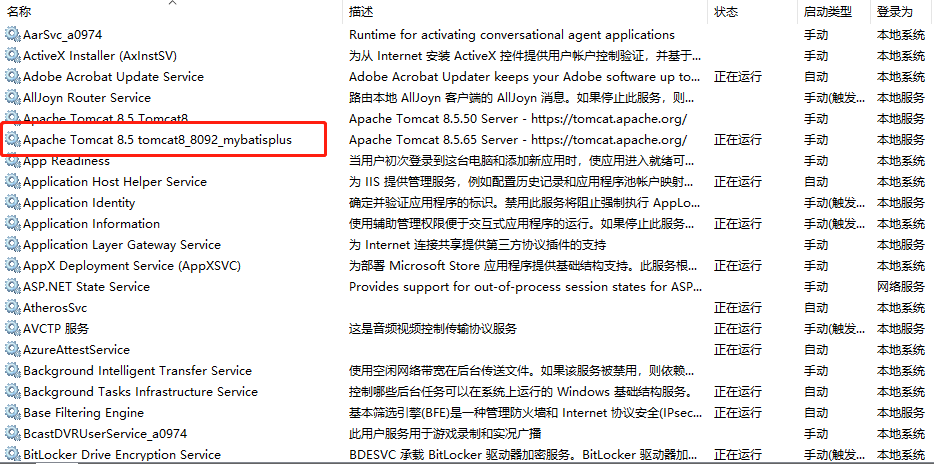 名称 描述 状态 启动类型 登录为
AarSvc_a0974 Runtime for activating conversational agent applications 手动 本地系统
ActiveX Installer (AxInstSV) 为从 Internet 安装 ActiveX 控件提供用户帐户控制验证，并基于... 手动 本地系统
Adobe Acrobat Update Service Adobe Acrobat Updater keeps your Adobe software up to... 正在运行 自动 本地系统
AllJoyn Router Service 路由本地 AllJoyn 客户端的 AllJoyn 消息。如果停止此服务，则... 手动(触发... 本地服务
Apache Tomcat 8.5 Tomcat8 Apache Tomcat 8.5.50 Server - https://tomcat.apache.org/ 手动 本地服务
Apache Tomcat 8.5 tomcat8_8092_mybatisplus Apache Tomcat 8.5.65 Server - https://tomcat.apache.org/ 手动 本地服务
App Readiness 当用户初次登录到这台电脑和添加新应用时，使应用进入就绪可... 手动 本地系统
Application Host Helper Service 为 IIS 提供管理服务，例如配置历史记录和应用程序池帐户映射... 正在运行 自动 本地系统
Application Identity 确定并验证应用程序的标识。禁用此服务将阻止强制执行 AppLo... 手动(触发... 本地服务
Application Information 使用辅助管理权限便于交互式应用程序的运行。如果停止此服务... 正在运行 手动(触发... 本地系统
Application Layer Gateway Service 为 Internet 连接共享提供第三方协议插件的支持 手动 本地服务
AppX Deployment Service (AppXSVC) 为部署 Microsoft Store 应用程序提供基础结构支持。此服务根... 正在运行 手动(触发... 本地系统
ASP.NET State Service Provides support for out-of-process session states for ASP... 手动 网络服务
AtherosSvc 正在运行 自动 本地系统
AVCTP 服务 这是音频视频控制传输协议服务 正在运行 手动(触发... 本地服务
AzureAttestService 正在运行 自动 本地系统
Background Intelligent Transfer Service 使用空闲网络带宽在后台传送文件。如果该服务被禁用，则依赖... 手动 本地系统
Background Tasks Infrastructure Service 控制哪些后台任务可以在系统上运行的 Windows 基础结构服务。 正在运行 自动 本地系统
Base Filtering Engine 基本筛选引擎(BFE)是一种管理防火墙和 Internet 协议安全(IPsec... 正在运行 自动 本地服务
BcastDVRUserService_a0974 此用户服务用于游戏录制和实况广播 手动 本地系统
BitLocker Drive Encryption Service BDESVC 承载 BitLocker 驱动器加密服务。BitLocker 驱动器加... 正在运行 手动(触发... 本地系统